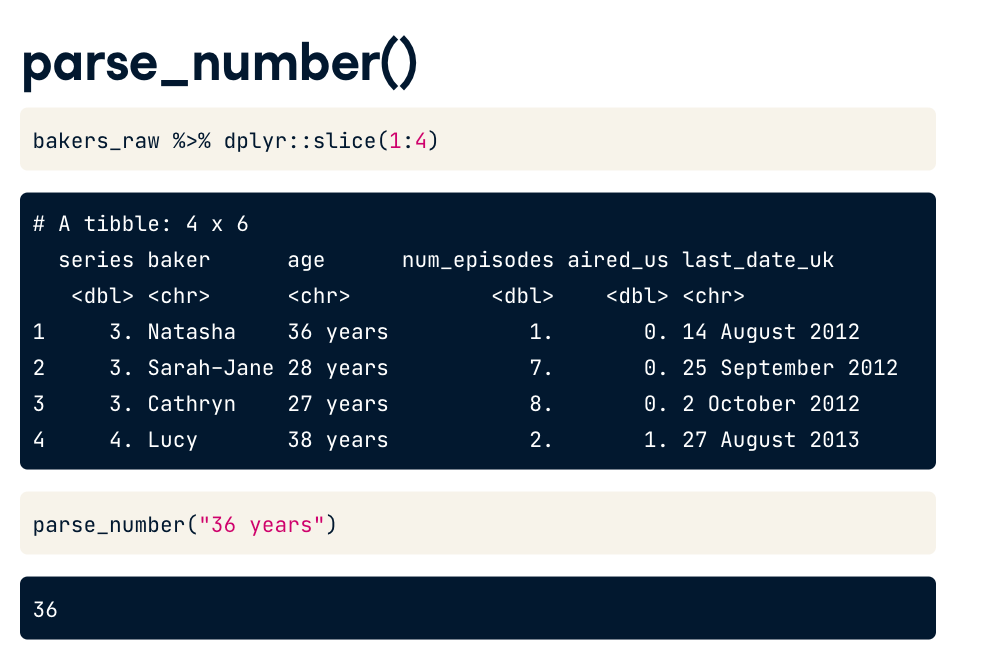 parse_number()
bakers_raw %>% dplyr::slice(1:4)
# A tibble: 4 x 6
  series baker      age      num_episodes aired_us last_date_uk
   <dbl> <chr>      <chr>           <dbl>    <dbl> <chr>
1     3. Natasha    36 years           1.       0. 14 August 2012
2     3. Sarah-Jane 28 years           7.       0. 25 September 2012
3     3. Cathryn    27 years           8.       0. 2 October 2012
4     4. Lucy       38 years           2.       1. 27 August 2013
parse_number("36 years")
36